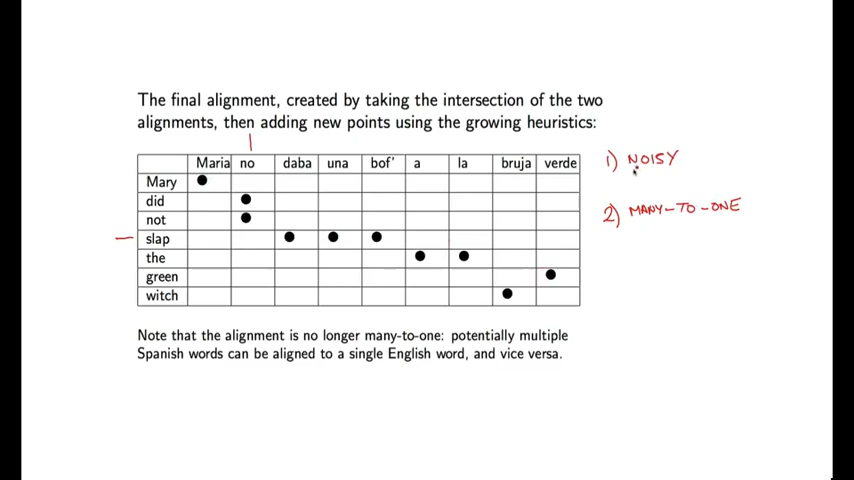 The final alignment, created by taking the intersection of the two
alignments, then adding new points using the growing heuristics:
Maria no daba una bof' a la bruja verde
Mary
did
not
slap
the
green
witch
1) NOISY
2) MANY-TO-ONE
Note that the alignment is no longer many-to-one: potentially multiple
Spanish words can be aligned to a single English word, and vice versa.